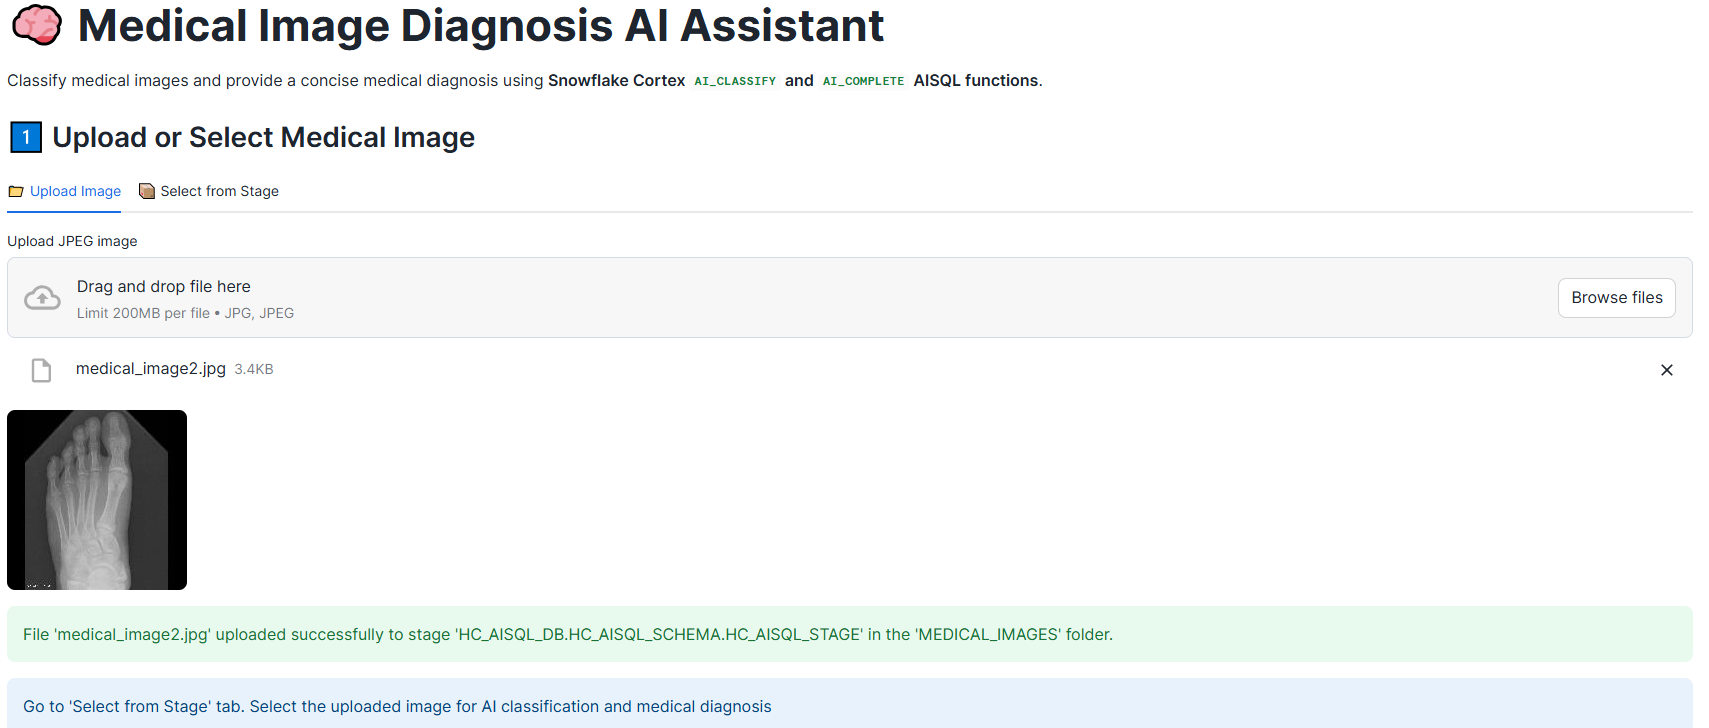 Medical Image Diagnosis AI Assistant
Classify medical images and provide a concise medical diagnosis using Snowflake Cortex AI_CLASSIFY and AI_COMPLETE AISQL functions.
1 Upload or Select Medical Image
Upload Image Select from Stage
Upload JPEG image
Drag and drop file here
Limit 200MB per file • JPG, JPEG
Browse files
medical_image2.jpg 3.4KB
File 'medical_image2.jpg' uploaded successfully to stage 'HC_AISQL_DB.HC_AISQL_SCHEMA.HC_AISQL_STAGE' in the 'MEDICAL_IMAGES' folder.
Go to 'Select from Stage' tab. Select the uploaded image for AI classification and medical diagnosis